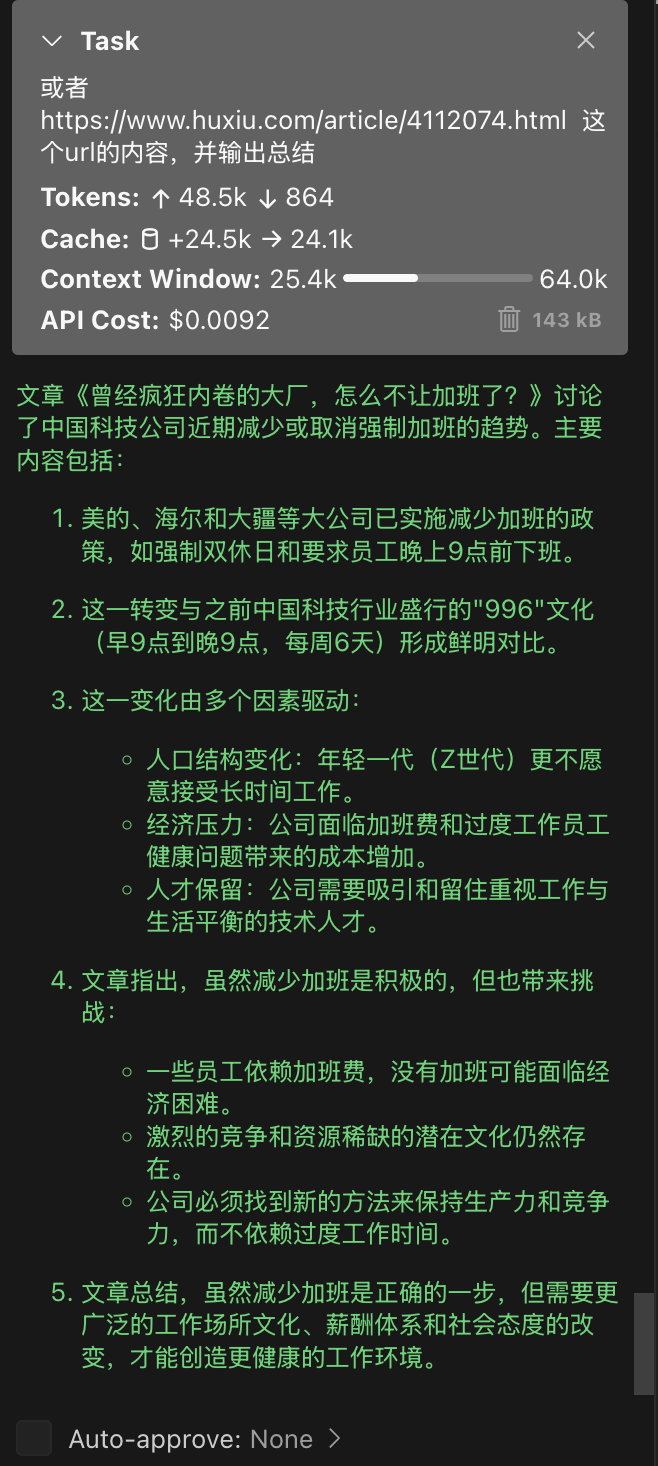 Task
或者
https://www.huxiu.com/article/4112074.html 这
个url的内容，并输出总结
Tokens: ↑ 48.5k ↓ 864
Cache: +24.5k → 24.1k
Context Window: 25.4k 64.0k
API Cost: $0.0092 143 kB
文章《曾经疯狂内卷的大厂，怎么不让加班了？》讨论
了中国科技公司近期减少或取消强制加班的趋势。主要
内容包括：
1. 美的、海尔和大疆等大公司已实施减少加班的政
策，如强制双休日和要求员工晚上9点前下班。
2. 这一转变与之前中国科技行业盛行的"996"文化
（早9点到晚9点，每周6天）形成鲜明对比。
3. 这一变化由多个因素驱动：
○ 人口结构变化：年轻一代（Z世代）更不愿
意接受长时间工作。
○ 经济压力：公司面临加班费和过度工作员工
健康问题带来的成本增加。
○ 人才保留：公司需要吸引和留住重视工作与
生活平衡的技术人才。
4. 文章指出，虽然减少加班是积极的，但也带来挑
战：
○ 一些员工依赖加班费，没有加班可能面临经
济困难。
○ 激烈的竞争和资源稀缺的潜在文化仍然存
在。
○ 公司必须找到新的方法来保持生产力和竞争
力，而不依赖过度工作时间。
5. 文章总结，虽然减少加班是正确的一步，但需要更
广泛的工作场所文化、薪酬体系和社会态度的改
变，才能创造更健康的工作环境。
Auto-approve: None